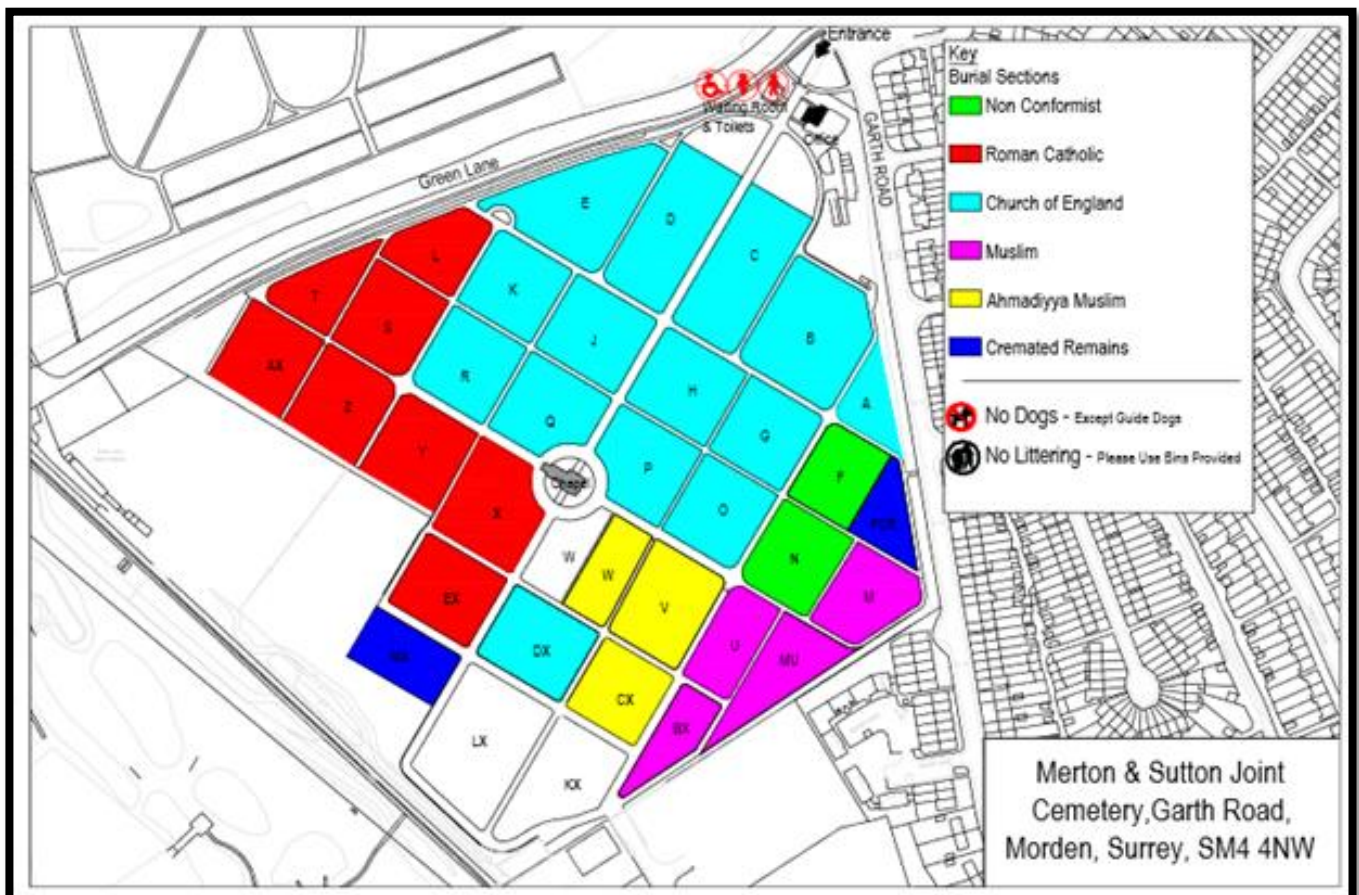 Entrance
Key
Burial Sections
Non Conformist
Roman Catholic
Church of England
Muslim
Ahmadiyya Muslim
Cremated Remains
No Dogs - Except Guide Dogs
No Littering - Please Use Bins Provided
Waiting Room
& Toilets
Office
GARTH ROAD
Green Lane
E
D
C
L
K
B
T
S
J
R
H
A
AX
Z
Q
G
Y
P
F
X
Chapel
O
W
W
N
EX
V
M
DX
U
MU
CX
BX
LX
KX
Merton & Sutton Joint
Cemetery,Garth Road,
Morden, Surrey, SM4 4NW